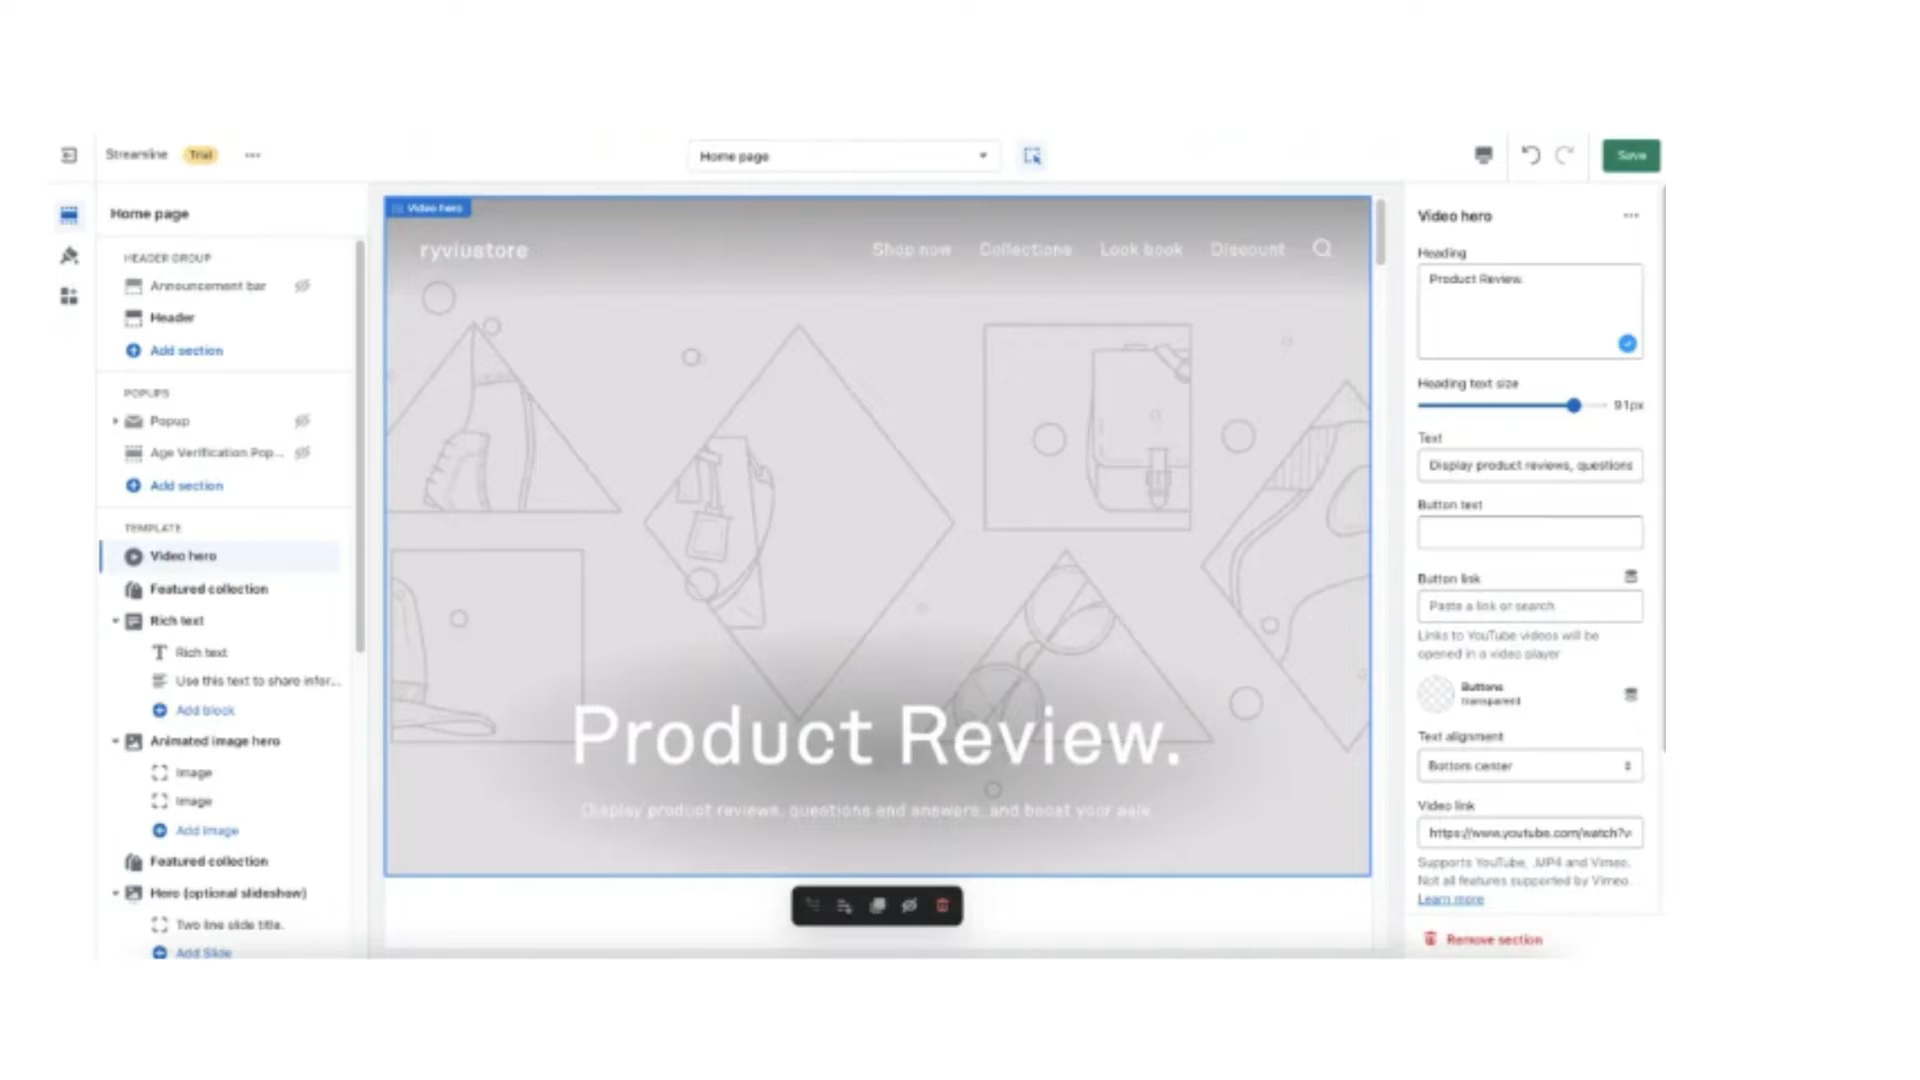 Streamline Trial
Home page
Save
Home page
HEADER GROUP
Announcement bar
Header
Add section
POPUPS
Popup
Age Verification Pop...
Add section
TEMPLATE
Video hero
Featured collection
Rich text
Rich text
Use this text to share infor...
Add block
Animated image hero
Image
Image
Add Image
Featured collection
Hero (optional slideshow)
Two line slide title.
Add Slide
Video hero
ryviustore
Shop now Collections Look book Discount
Product Review.
Display product reviews, questions and answers, and boost your sale
Video hero
Heading
Product Review.
Heading text size
91px
Text
Display product reviews, questions
Button text
Button link
Paste a link or search
Links to YouTube videos will be
opened in a video player
Buttons
transparent
Text alignment
Bottom center
Video link
https://www.youtube.com/watch?v
Supports YouTube, .MP4 and Vimeo.
Not all features supported by Vimeo.
Learn more
Remove section